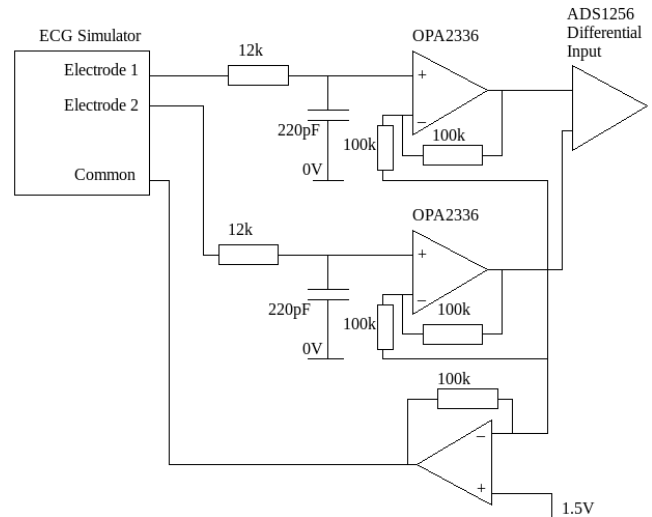 ECG Simulator
Electrode 1
Electrode 2
Common
12k
220pF
0V
OPA2336
+
–
100k
100k
ADS1256
Differential
Input
12k
220pF
0V
OPA2336
+
–
100k
100k
100k
–
+
1.5V